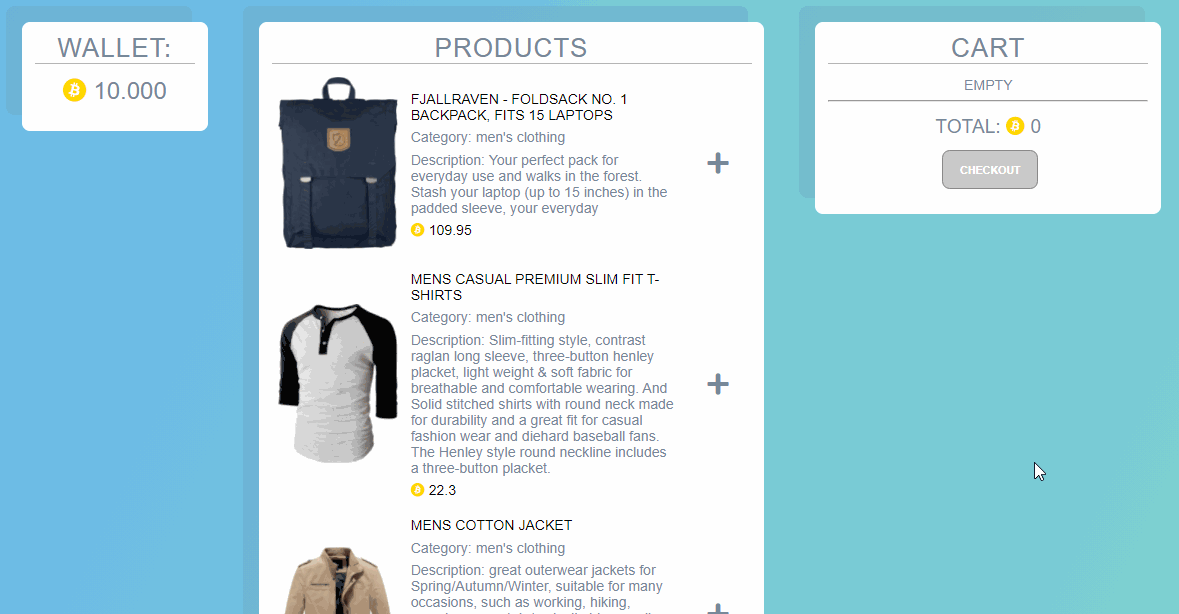 WALLET:
10.000
PRODUCTS
FJALLRAVEN - FOLDSACK NO. 1
BACKPACK, FITS 15 LAPTOPS
Category: men's clothing
Description: Your perfect pack for
everyday use and walks in the forest.
Stash your laptop (up to 15 inches) in the
padded sleeve, your everyday
109.95
MENS CASUAL PREMIUM SLIM FIT T-
SHIRTS
Category: men's clothing
Description: Slim-fitting style, contrast
raglan long sleeve, three-button henley
placket, light weight & soft fabric for
breathable and comfortable wearing. And
Solid stitched shirts with round neck made
for durability and a great fit for casual
fashion wear and diehard baseball fans.
The Henley style round neckline includes
a three-button placket.
22.3
MENS COTTON JACKET
Category: men's clothing
Description: great outerwear jackets for
Spring/Autumn/Winter, suitable for many
occasions, such as working, hiking,
CART
EMPTY
TOTAL: 0
CHECKOUT